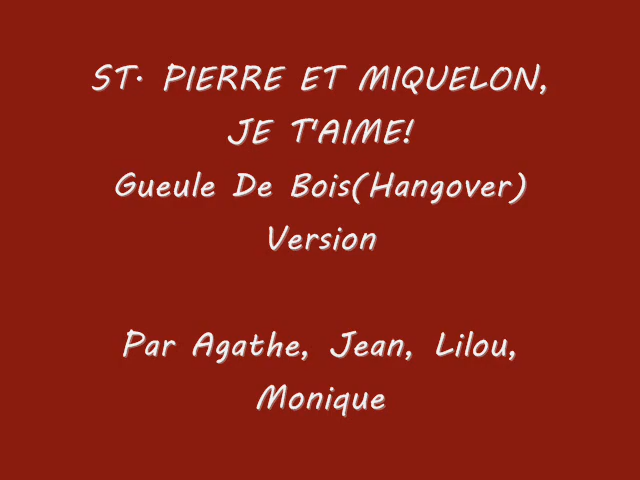 ST. PIERRE ET MIQUELON,
JE T'AIME!
Gueule De Bois(Hangover)
Version
Par Agathe, Jean, Lilou,
Monique